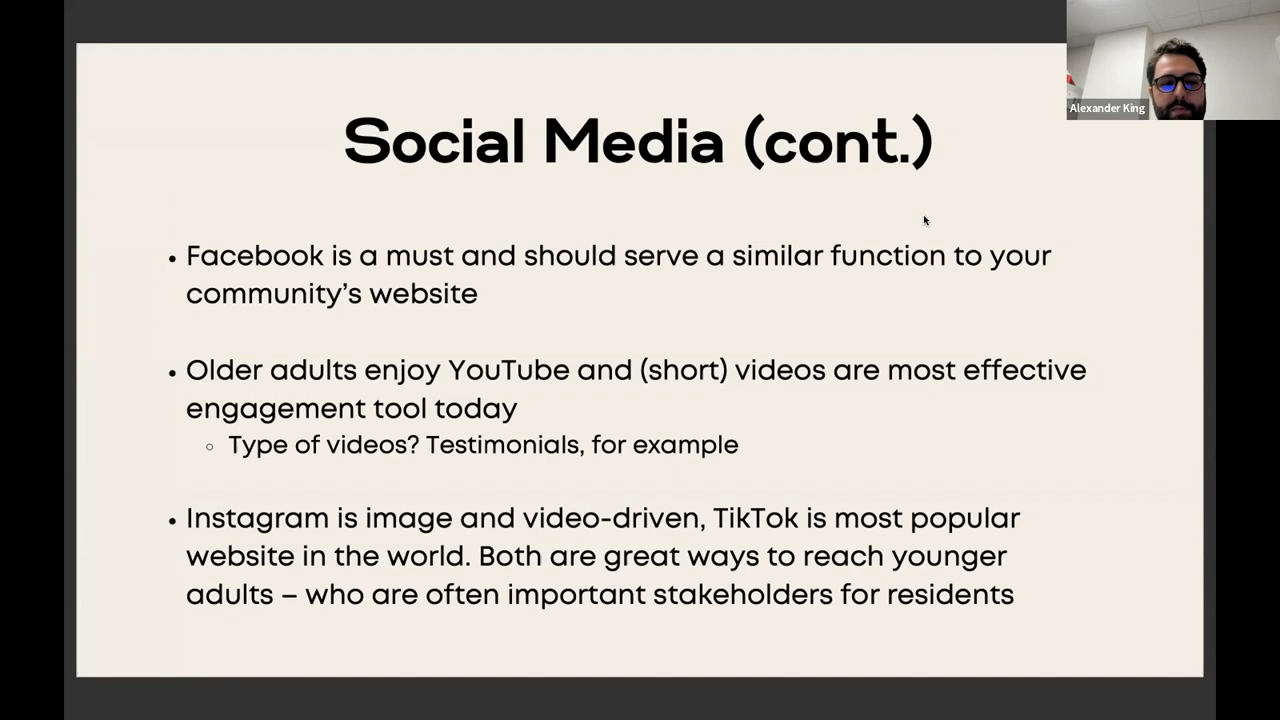 Alexander King
Social Media (cont.)
• Facebook is a must and should serve a similar function to your
community’s website
• Older adults enjoy YouTube and (short) videos are most effective
engagement tool today
◦ Type of videos? Testimonials, for example
• Instagram is image and video-driven, TikTok is most popular
website in the world. Both are great ways to reach younger
adults – who are often important stakeholders for residents